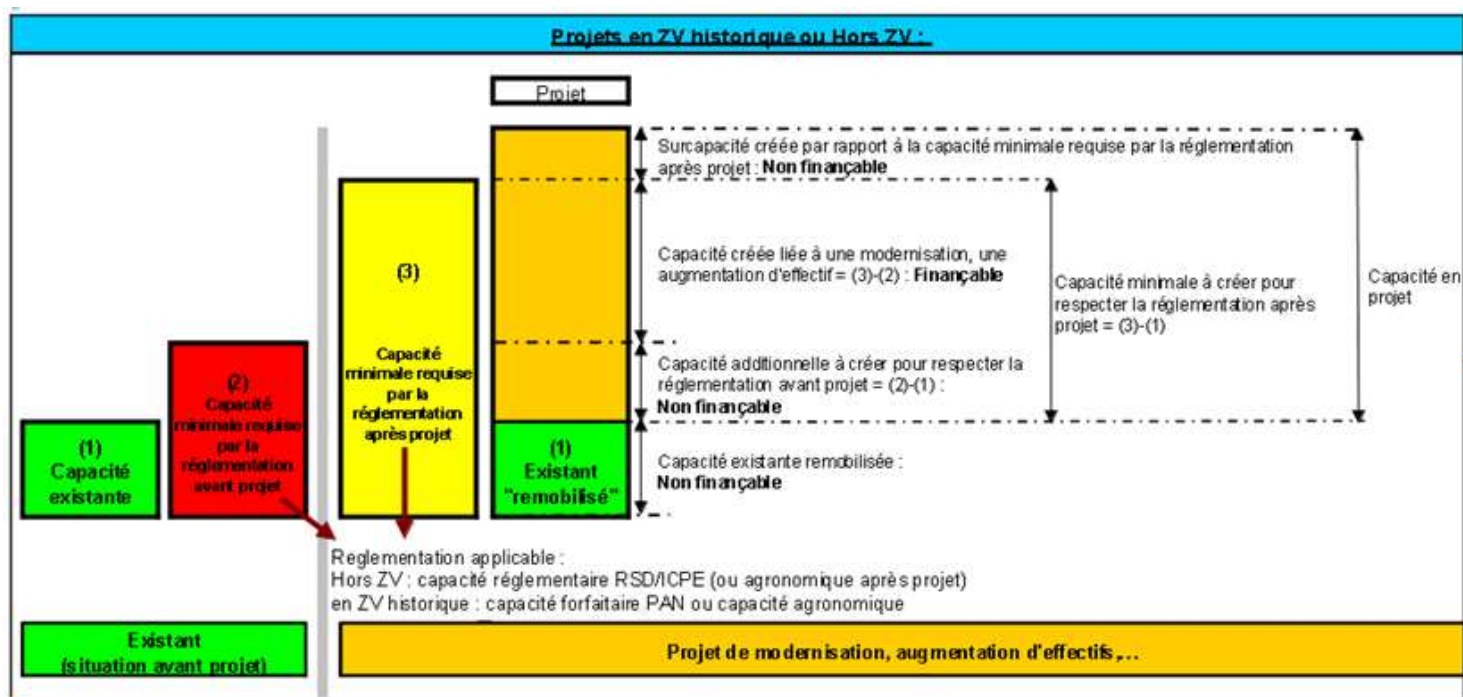 Projets en ZV historique ou Hors ZV :
Projet
Surcapacité créée par rapport à la capacité minimale requise par la réglementation
après projet : Non finançable
Capacité créée liée à une modernisation, une
augmentation d'effectif = (3)-(2) : Finançable
Capacité minimale à créer pour
respecter la réglementation après
projet = (3)-(1)
Capacité en
projet
Capacité additionnelle à créer pour respecter la
réglementation avant projet = (2)-(1) :
Non finançable
Capacité existante remobilisée :
Non finançable
(1)
Capacité
existante
(2)
Capacité
minimale requise
par la
réglementation
avant projet
(3)
Capacité
minimale requise
par la
réglementation
après projet
(1)
Existant
"remobilisé"
Reglementation applicable :
Hors ZV : capacité réglementaire RSD/ICPE (ou agronomique après projet)
en ZV historique : capacité forfaitaire PAN ou capacité agronomique
Existant
(situation avant projet)
Projet de modernisation, augmentation d'effectifs,...